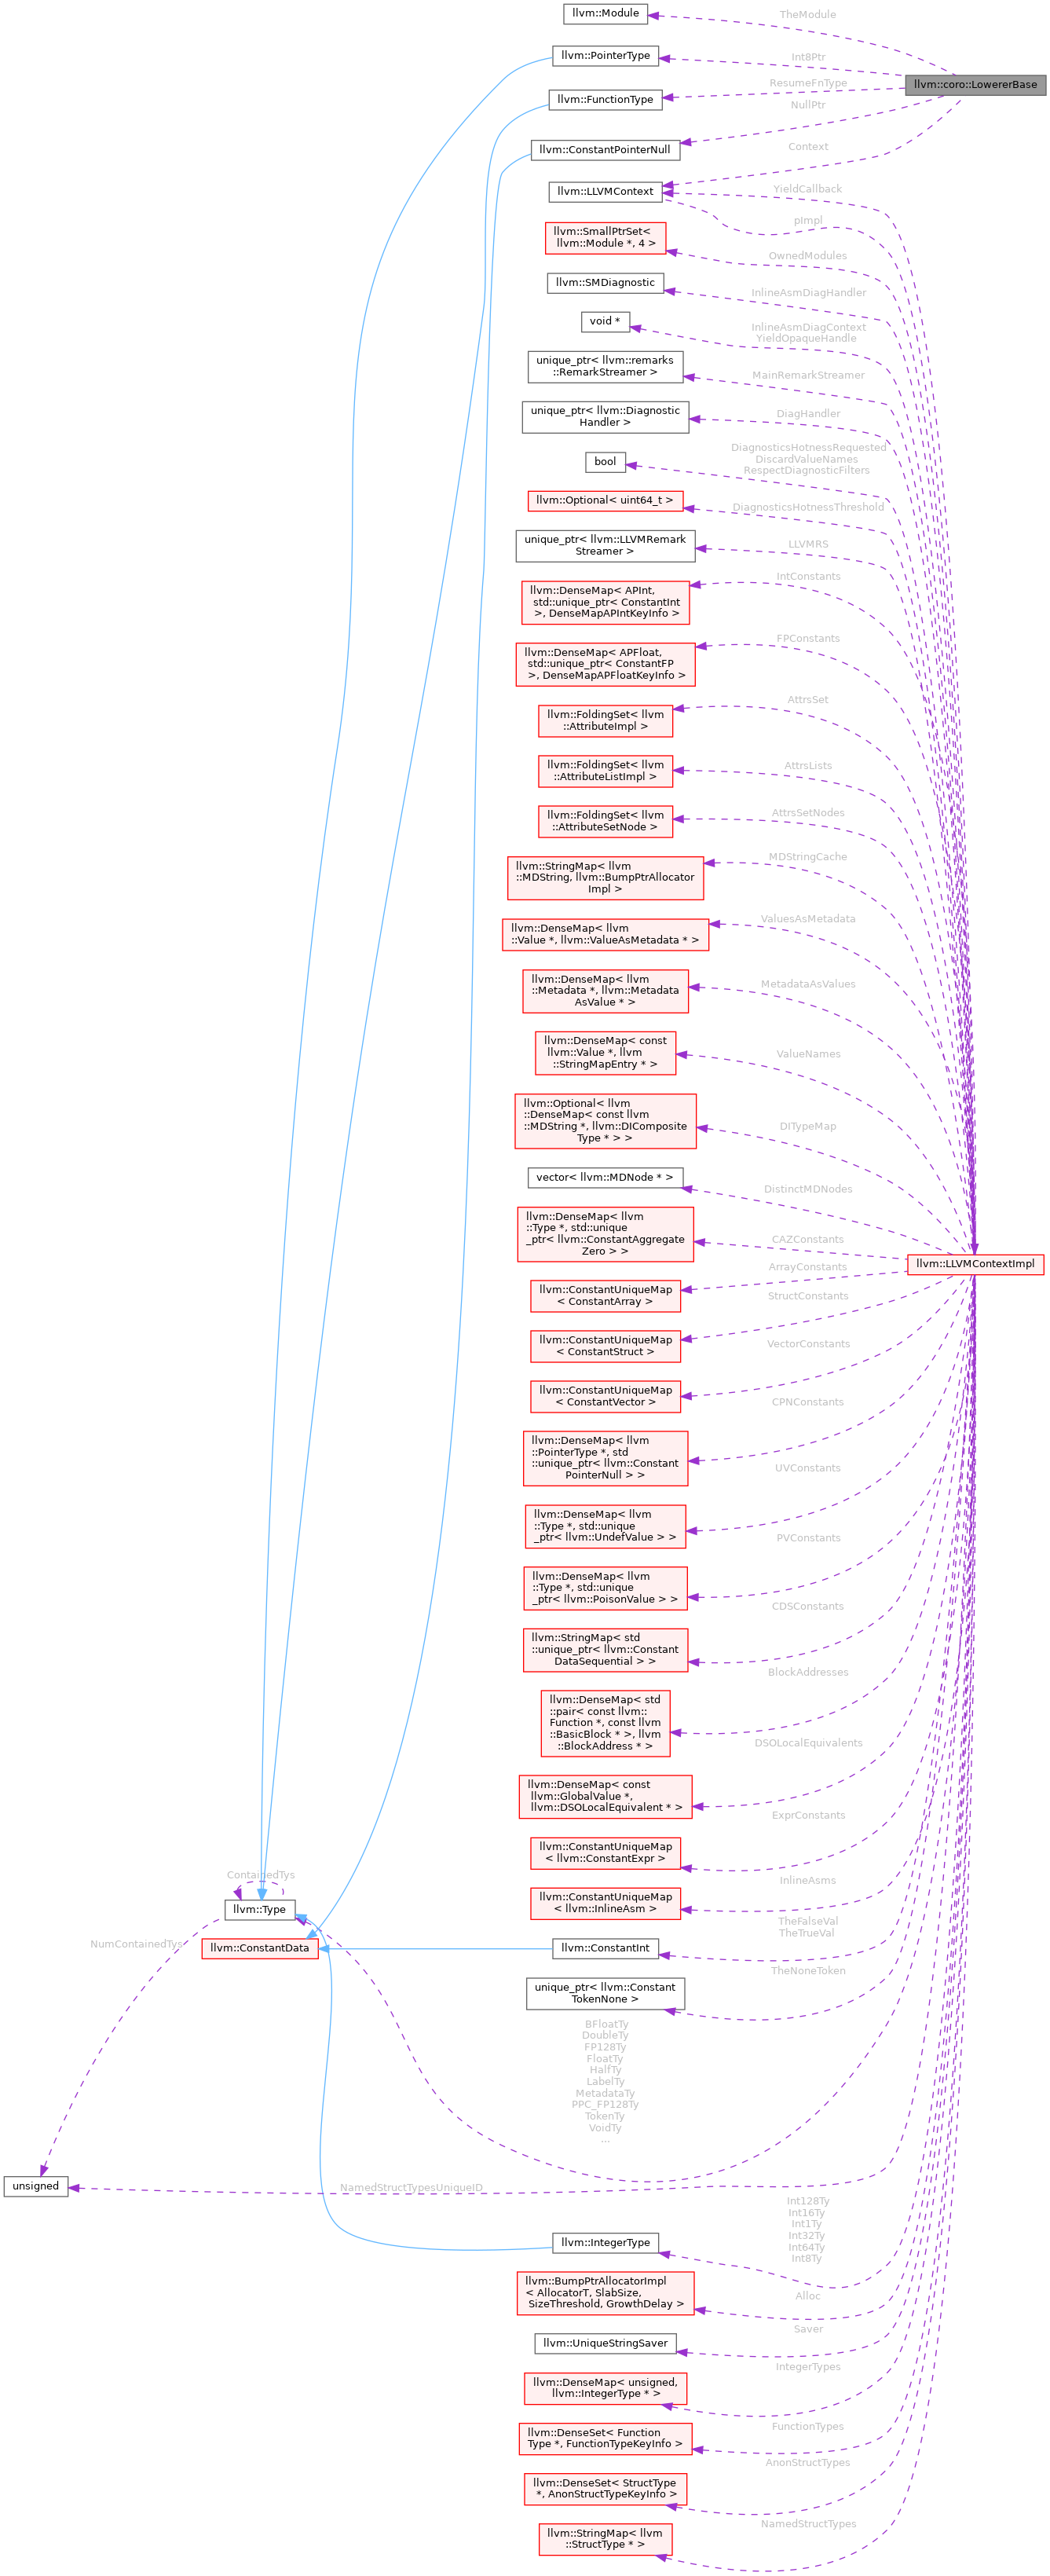 llvm::Module
TheModule
llvm::PointerType
Int8Ptr
llvm::coro::LowererBase
llvm::FunctionType
ResumeFnType
NullPtr
llvm::ConstantPointerNull
Context
llvm::LLVMContext
YieldCallback
pImpl
llvm::SmallPtrSet<
llvm::Module *, 4 >
OwnedModules
llvm::SMDiagnostic
InlineAsmDiagHandler
void *
InlineAsmDiagContext
YieldOpaqueHandle
unique_ptr< llvm::remarks
::RemarkStreamer >
MainRemarkStreamer
unique_ptr< llvm::Diagnostic
Handler >
DiagHandler
bool
DiagnosticsHotnessRequested
DiscardValueNames
RespectDiagnosticFilters
llvm::Optional< uint64_t >
DiagnosticsHotnessThreshold
unique_ptr< llvm::LLVMRemark
Streamer >
LLVMRS
llvm::DenseMap< APInt,
std::unique_ptr< ConstantInt
>, DenseMapAPIntKeyInfo >
IntConstants
llvm::DenseMap< APFloat,
std::unique_ptr< ConstantFP
>, DenseMapAPFloatKeyInfo >
FPConstants
llvm::FoldingSet< llvm
::AttributeImpl >
AttrsSet
llvm::FoldingSet< llvm
::AttributeListImpl >
AttrsLists
llvm::FoldingSet< llvm
::AttributeSetNode >
AttrsSetNodes
llvm::StringMap< llvm
::MDString, llvm::BumpPtrAllocator
Impl >
MDStringCache
llvm::DenseMap< llvm
::Value *, llvm::ValueAsMetadata * >
ValuesAsMetadata
llvm::DenseMap< llvm
::Metadata *, llvm::Metadata
AsValue * >
MetadataAsValues
llvm::DenseMap< const
llvm::Value *, llvm
::StringMapEntry * >
ValueNames
llvm::Optional< llvm
::DenseMap< const llvm
::MDString *, llvm::DIComposite
Type * > >
DITypeMap
vector< llvm::MDNode * >
DistinctMDNodes
llvm::DenseMap< llvm
::Type *, std::unique
_ptr< llvm::ConstantAggregate
Zero > >
CAZConstants
llvm::LLVMContextImpl
llvm::ConstantUniqueMap
< ConstantArray >
ArrayConstants
llvm::ConstantUniqueMap
< ConstantStruct >
StructConstants
llvm::ConstantUniqueMap
< ConstantVector >
VectorConstants
llvm::DenseMap< llvm
::PointerType *, std
::unique_ptr< llvm::Constant
PointerNull > >
CPNConstants
llvm::DenseMap< llvm
::Type *, std::unique
_ptr< llvm::UndefValue > >
UVConstants
llvm::DenseMap< llvm
::Type *, std::unique
_ptr< llvm::PoisonValue > >
PVConstants
llvm::StringMap< std
::unique_ptr< llvm::Constant
DataSequential > >
CDSConstants
llvm::DenseMap< std
::pair< const llvm::
Function *, const llvm
::BasicBlock * >, llvm
::BlockAddress * >
BlockAddresses
llvm::DenseMap< const
llvm::GlobalValue *,
llvm::DSOLocalEquivalent * >
DSOLocalEquivalents
llvm::ConstantUniqueMap
< llvm::ConstantExpr >
ExprConstants
llvm::ConstantUniqueMap
< llvm::InlineAsm >
InlineAsms
ContainedTys
llvm::Type
NumContainedTys
llvm::ConstantData
llvm::ConstantInt
TheFalseVal
TheTrueVal
unique_ptr< llvm::Constant
TokenNone >
TheNoneToken
BFloatTy
DoubleTy
FP128Ty
FloatTy
HalfTy
LabelTy
MetadataTy
PPC_FP128Ty
TokenTy
VoidTy
...
unsigned
NamedStructTypesUniqueID
llvm::IntegerType
Int128Ty
Int16Ty
Int1Ty
Int32Ty
Int64Ty
Int8Ty
llvm::BumpPtrAllocatorImpl
< AllocatorT, SlabSize,
SizeThreshold, GrowthDelay >
Alloc
llvm::UniqueStringSaver
Saver
llvm::DenseMap< unsigned,
llvm::IntegerType * >
IntegerTypes
llvm::DenseSet< Function
Type *, FunctionTypeKeyInfo >
FunctionTypes
llvm::DenseSet< StructType
*, AnonStructTypeKeyInfo >
AnonStructTypes
llvm::StringMap< llvm
::StructType * >
NamedStructTypes